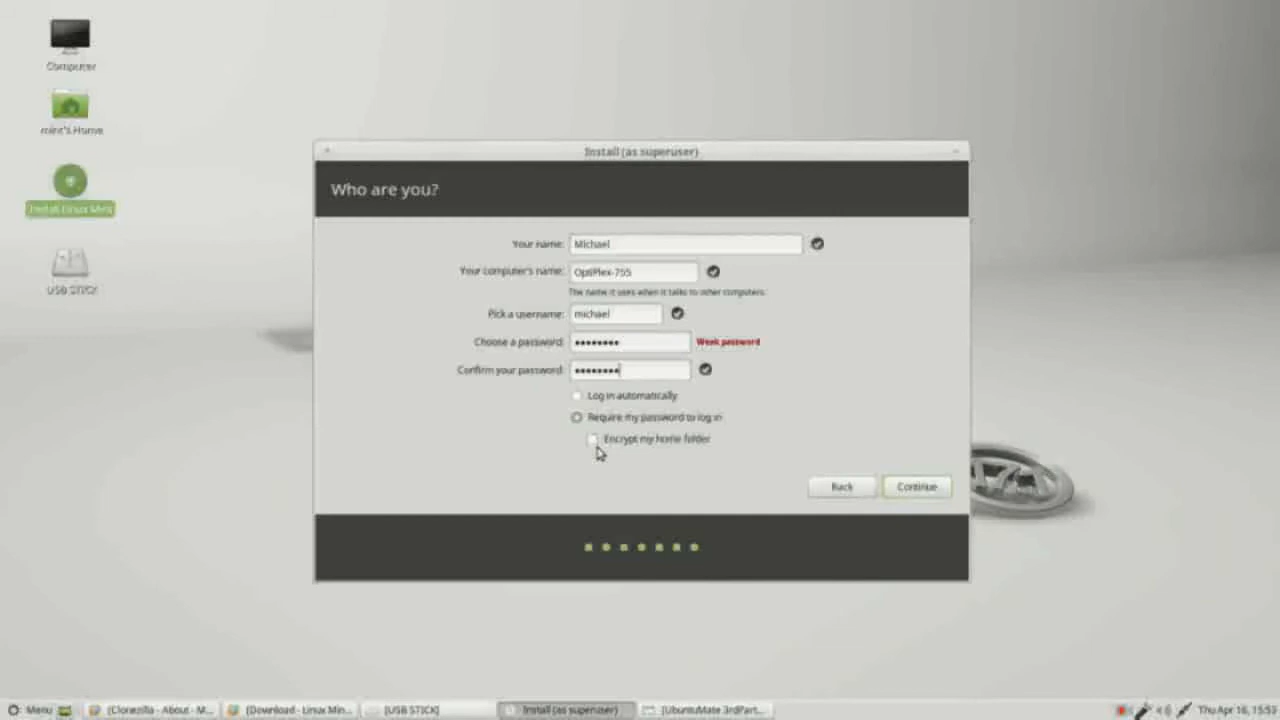 Computer
mint's Home
Install Linux Mint
USB STICK
Install (as superuser)
Who are you?
Your name: Michael
Your computer's name: OptiPlex-755
The name it uses when it talks to other computers.
Pick a username: michael
Choose a password: ●●●●●●●● Weak password
Confirm your password: ●●●●●●●●
Log in automatically
Require my password to log in
Encrypt my home folder
Back Continue
Menu [Clonezilla - About - M... [Download - Linux Min... [USB STICK] Install (as superuser) [UbuntuMate 3rdPart... Thu Apr 16, 15:53